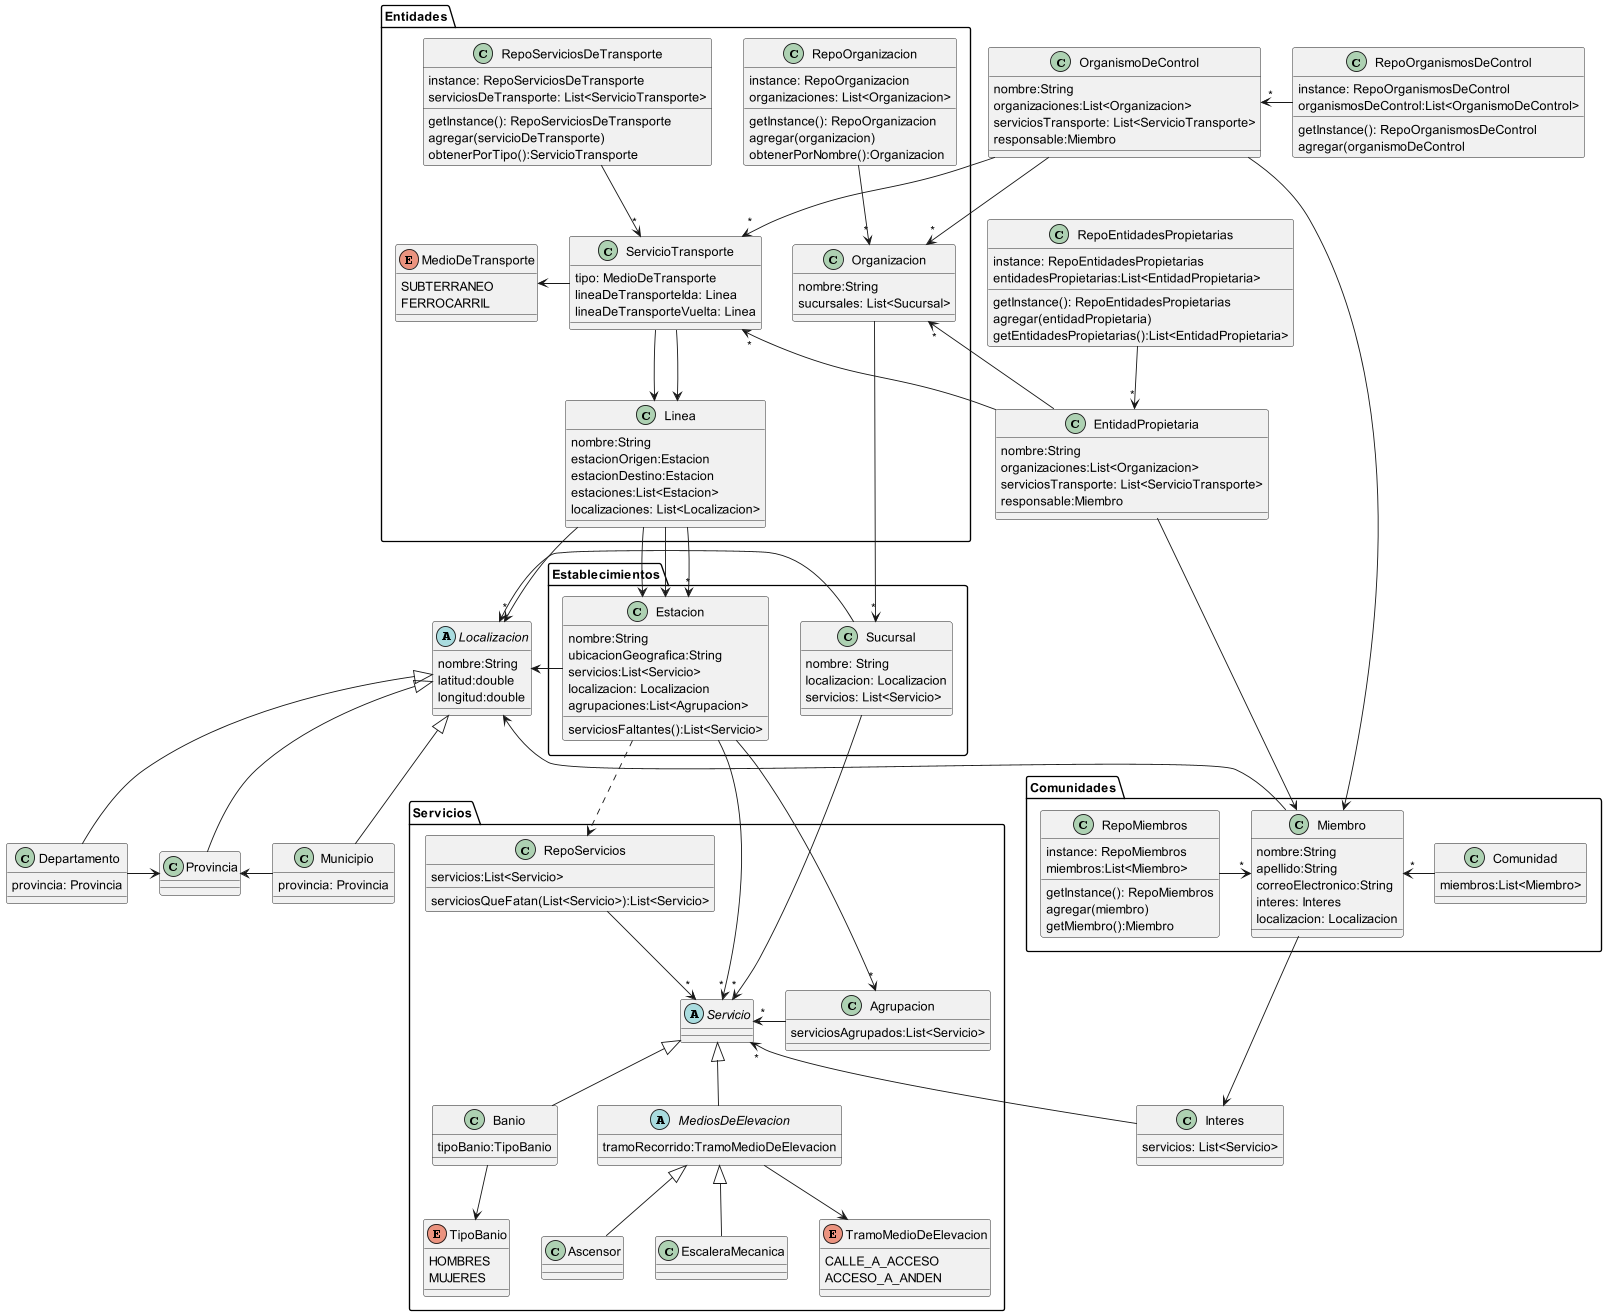 Entidades
C RepoServiciosDeTransporte
instance: RepoServiciosDeTransporte
serviciosDeTransporte: List<ServicioTransporte>
getInstance(): RepoServiciosDeTransporte
agregar(servicioDeTransporte)
obtenerPorTipo():ServicioTransporte
C RepoOrganizacion
instance: RepoOrganizacion
organizaciones: List<Organizacion>
getInstance(): RepoOrganizacion
agregar(organizacion)
obtenerPorNombre():Organizacion
C OrganismoDeControl
nombre:String
organizaciones:List<Organizacion>
serviciosTransporte: List<ServicioTransporte>
responsable:Miembro
*
C RepoOrganismosDeControl
instance: RepoOrganismosDeControl
organismosDeControl:List<OrganismoDeControl>
getInstance(): RepoOrganismosDeControl
agregar(organismoDeControl
*
*
*
*
E MedioDeTransporte
SUBTERRANEO
FERROCARRIL
C ServicioTransporte
tipo: MedioDeTransporte
lineaDeTransporteIda: Linea
lineaDeTransporteVuelta: Linea
*
C Organizacion
nombre:String
sucursales: List<Sucursal>
*
C RepoEntidadesPropietarias
instance: RepoEntidadesPropietarias
entidadesPropietarias:List<EntidadPropietaria>
getInstance(): RepoEntidadesPropietarias
agregar(entidadPropietaria)
getEntidadesPropietarias():List<EntidadPropietaria>
*
C Linea
nombre:String
estacionOrigen:Estacion
estacionDestino:Estacion
estaciones:List<Estacion>
localizaciones: List<Localizacion>
C EntidadPropietaria
nombre:String
organizaciones:List<Organizacion>
serviciosTransporte: List<ServicioTransporte>
responsable:Miembro
Establecimientos
*
*
*
A Localizacion
nombre:String
latitud:double
longitud:double
C Estacion
nombre:String
ubicacionGeografica:String
servicios:List<Servicio>
localizacion: Localizacion
agrupaciones:List<Agrupacion>
serviciosFaltantes():List<Servicio>
C Sucursal
nombre: String
localizacion: Localizacion
servicios: List<Servicio>
C Departamento
provincia: Provincia
C Provincia
C Municipio
provincia: Provincia
Servicios
C RepoServicios
servicios:List<Servicio>
serviciosQueFatan(List<Servicio>):List<Servicio>
Comunidades
C RepoMiembros
instance: RepoMiembros
miembros:List<Miembro>
getInstance(): RepoMiembros
agregar(miembro)
getMiembro():Miembro
*
C Miembro
nombre:String
apellido:String
correoElectronico:String
interes: Interes
localizacion: Localizacion
*
C Comunidad
miembros:List<Miembro>
*
*
*
*
A Servicio
*
C Agrupacion
serviciosAgrupados:List<Servicio>
*
C Banio
tipoBanio:TipoBanio
A MediosDeElevacion
tramoRecorrido:TramoMedioDeElevacion
C Interes
servicios: List<Servicio>
E TipoBanio
HOMBRES
MUJERES
C Ascensor
C EscaleraMecanica
E TramoMedioDeElevacion
CALLE_A_ACCESO
ACCESO_A_ANDEN